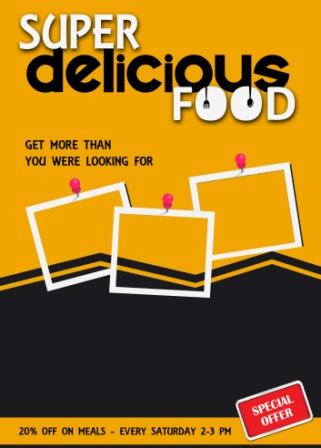 SUPER
delicious
FOOD
GET MORE THAN
YOU WERE LOOKING FOR
SPECIAL
OFFER
20% OFF ON MEALS - EVERY SATURDAY 2-3 PM